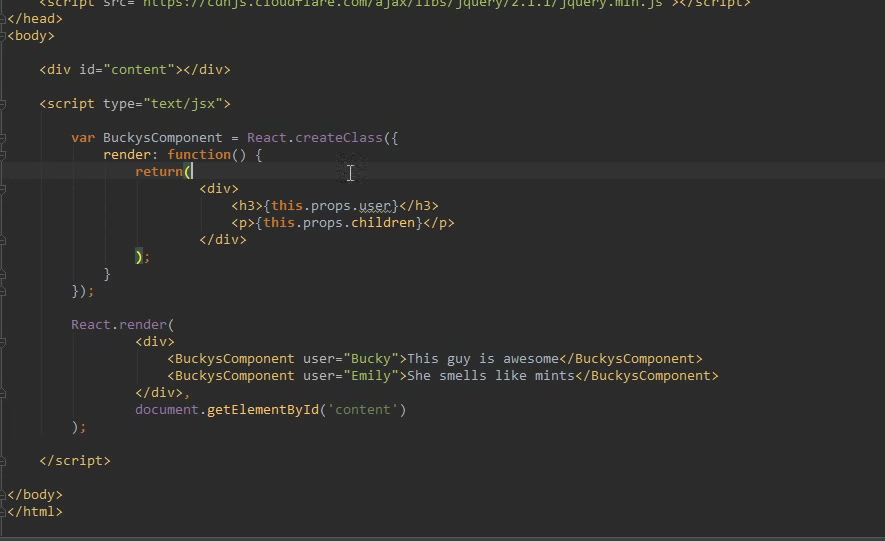 <script src="https://cdnjs.cloudflare.com/ajax/libs/jquery/2.1.1/jquery.min.js"></script>
</head>
<body>
<div id="content"></div>
<script type="text/jsx">
var BuckysComponent = React.createClass({
render: function() {
return(
<div>
<h3>{this.props.user}</h3>
<p>{this.props.children}</p>
</div>
);
}
});
React.render(
<div>
<BuckysComponent user="Bucky">This guy is awesome</BuckysComponent>
<BuckysComponent user="Emily">She smells like mints</BuckysComponent>
</div>,
document.getElementById('content')
);
</script>
</body>
</html>